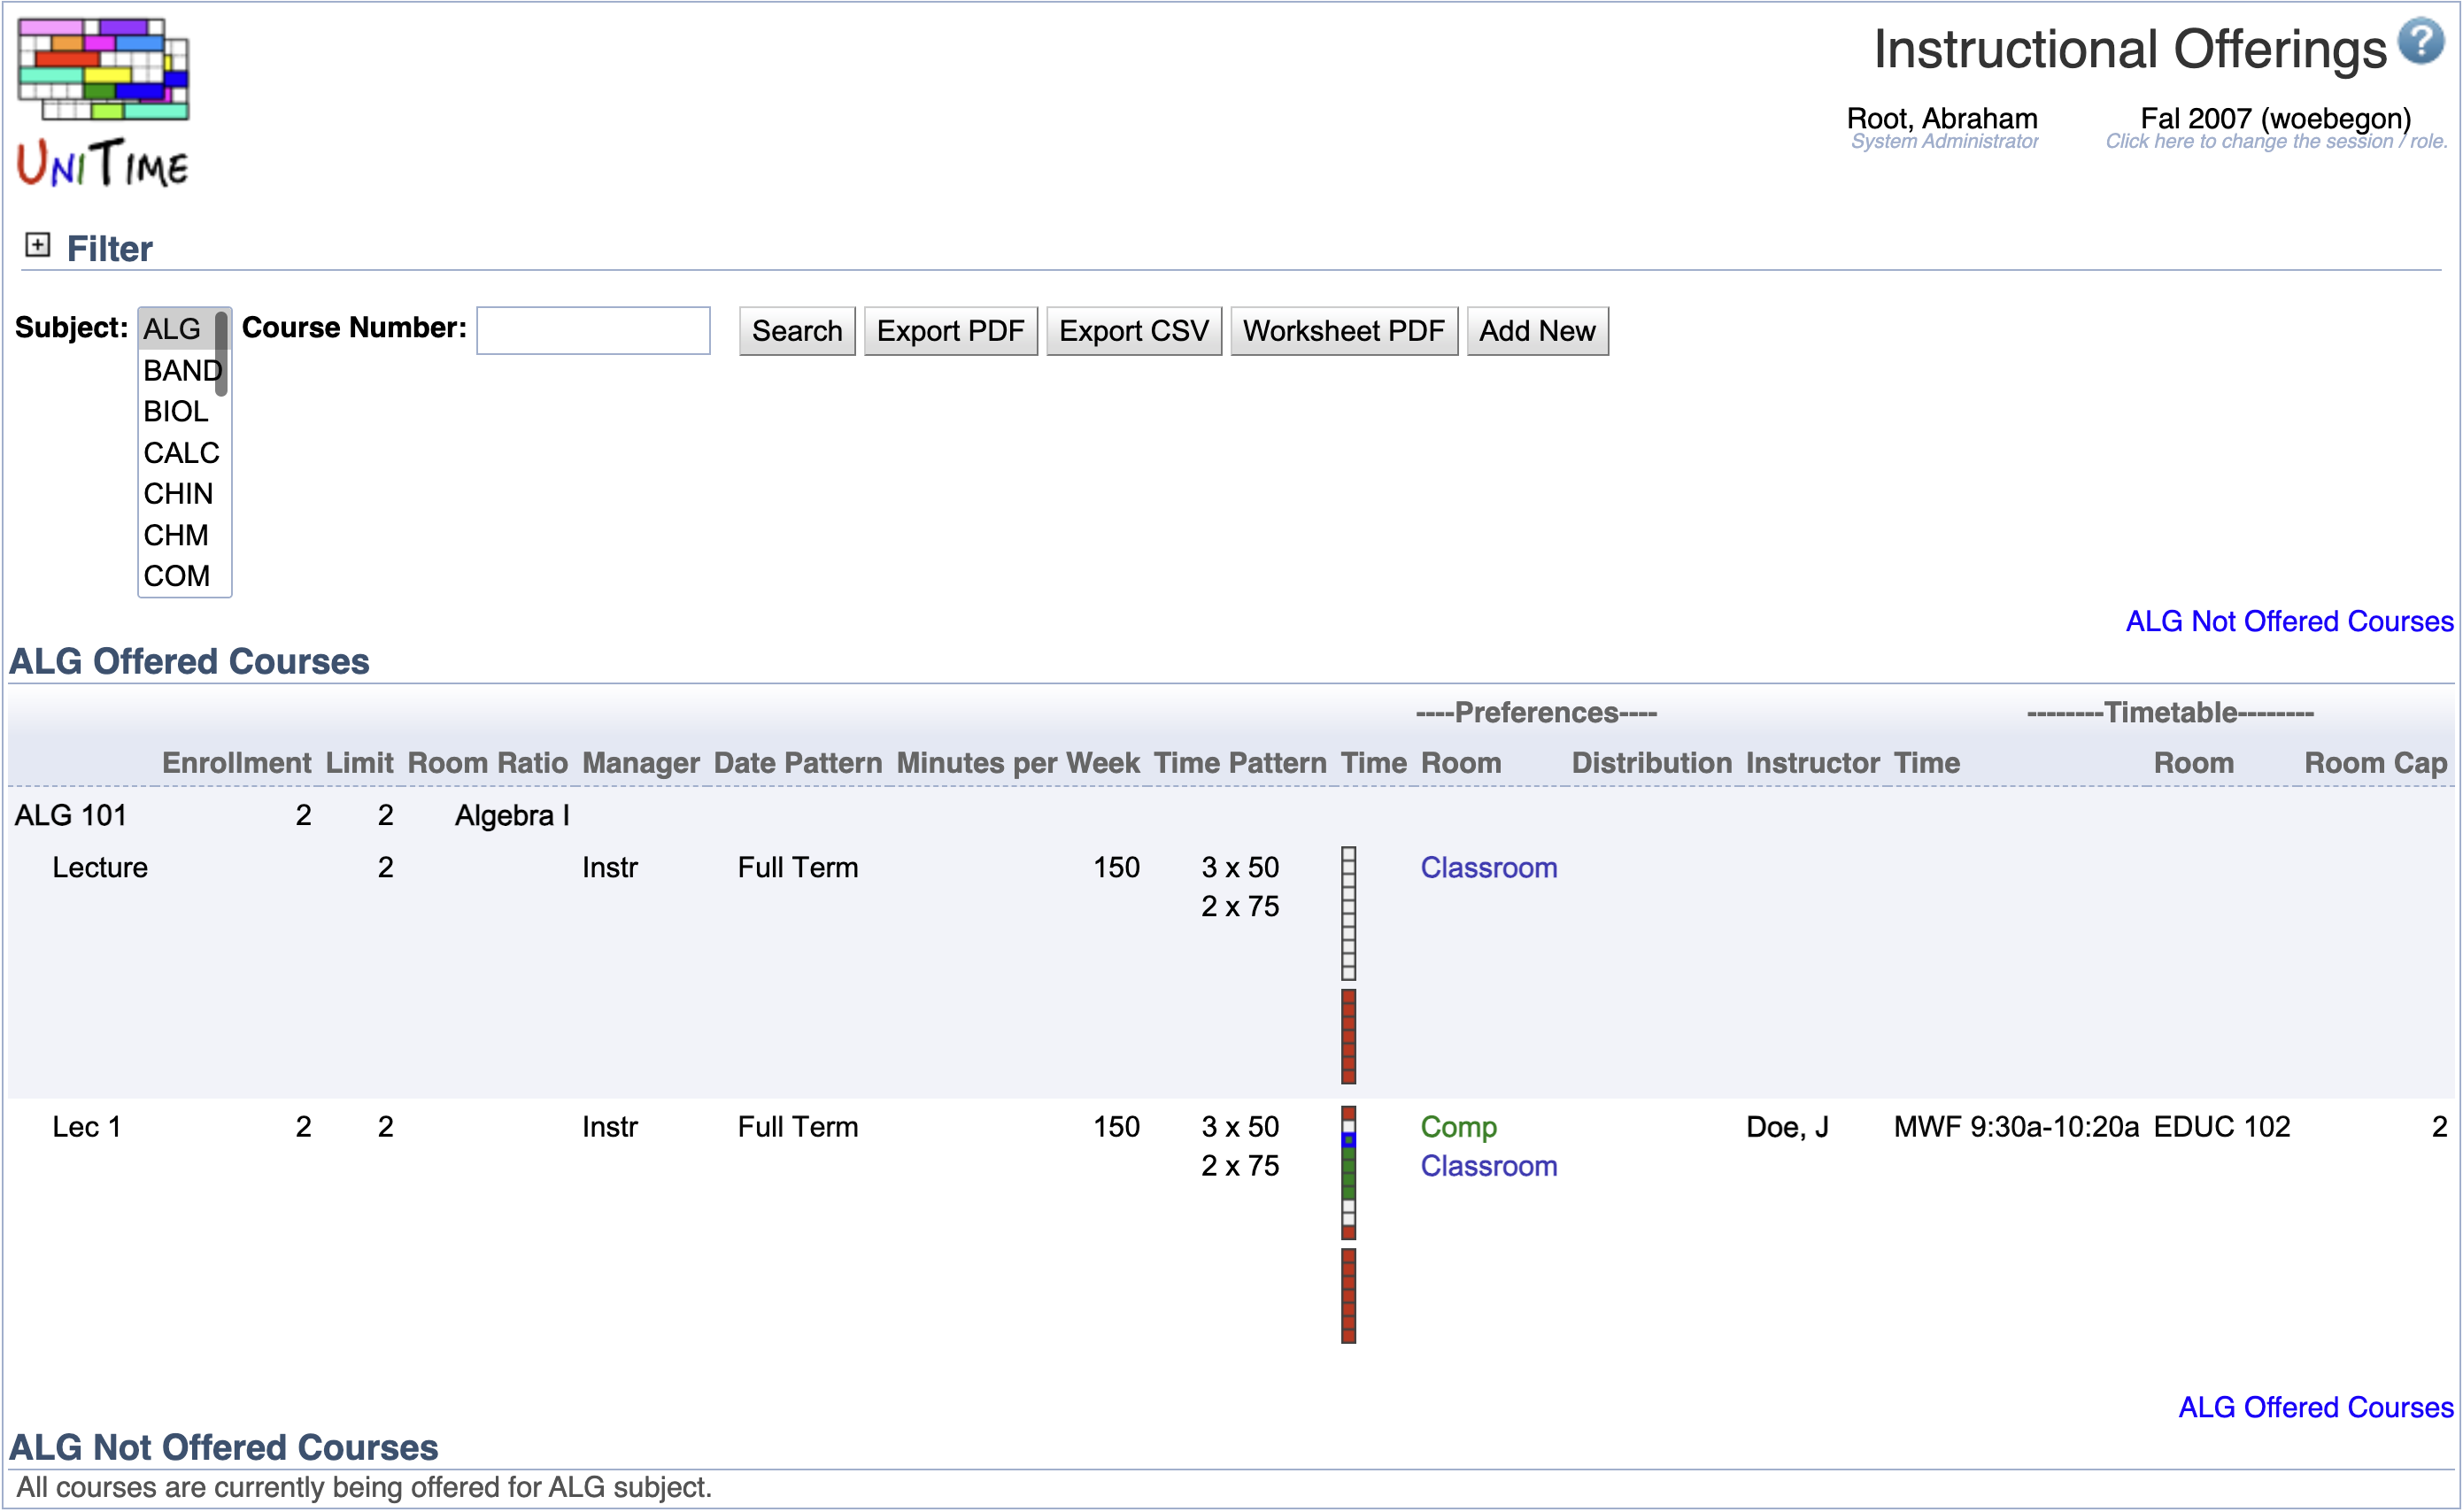 Instructional Offerings ?
UNITIME
Root, Abraham Fal 2007 (woebegon)
System Administrator Click here to change the session / role.
Filter
Subject: ALG Course Number: Search Export PDF Export CSV Worksheet PDF Add New
BAND
BIOL
CALC
CHIN
CHM
COM
ALG Not Offered Courses
ALG Offered Courses
----Preferences---- --------Timetable--------
Enrollment Limit Room Ratio Manager Date Pattern Minutes per Week Time Pattern Time Room Distribution Instructor Time Room Room Cap
ALG 101 2 2 Algebra I
Lecture 2 Instr Full Term 150 3 x 50 Classroom
2 x 75
Lec 1 2 2 Instr Full Term 150 3 x 50 Comp Doe, J MWF 9:30a-10:20a EDUC 102 2
2 x 75 Classroom
ALG Offered Courses
ALG Not Offered Courses
All courses are currently being offered for ALG subject.